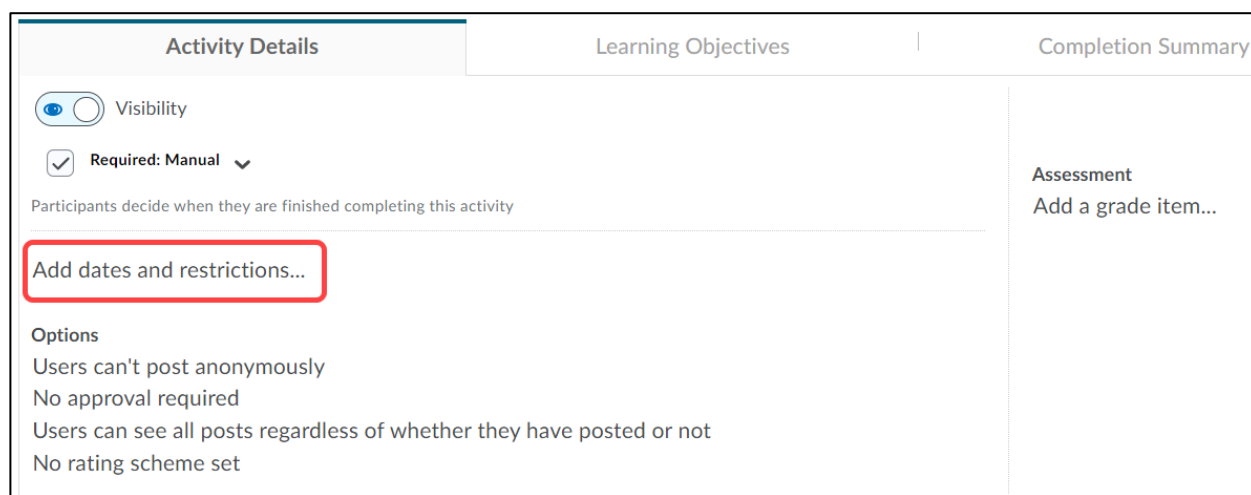 Activity Details
Learning Objectives
Completion Summary
Visibility
Required: Manual
Participants decide when they are finished completing this activity
Add dates and restrictions...
Options
Users can't post anonymously
No approval required
Users can see all posts regardless of whether they have posted or not
No rating scheme set
Assessment
Add a grade item...